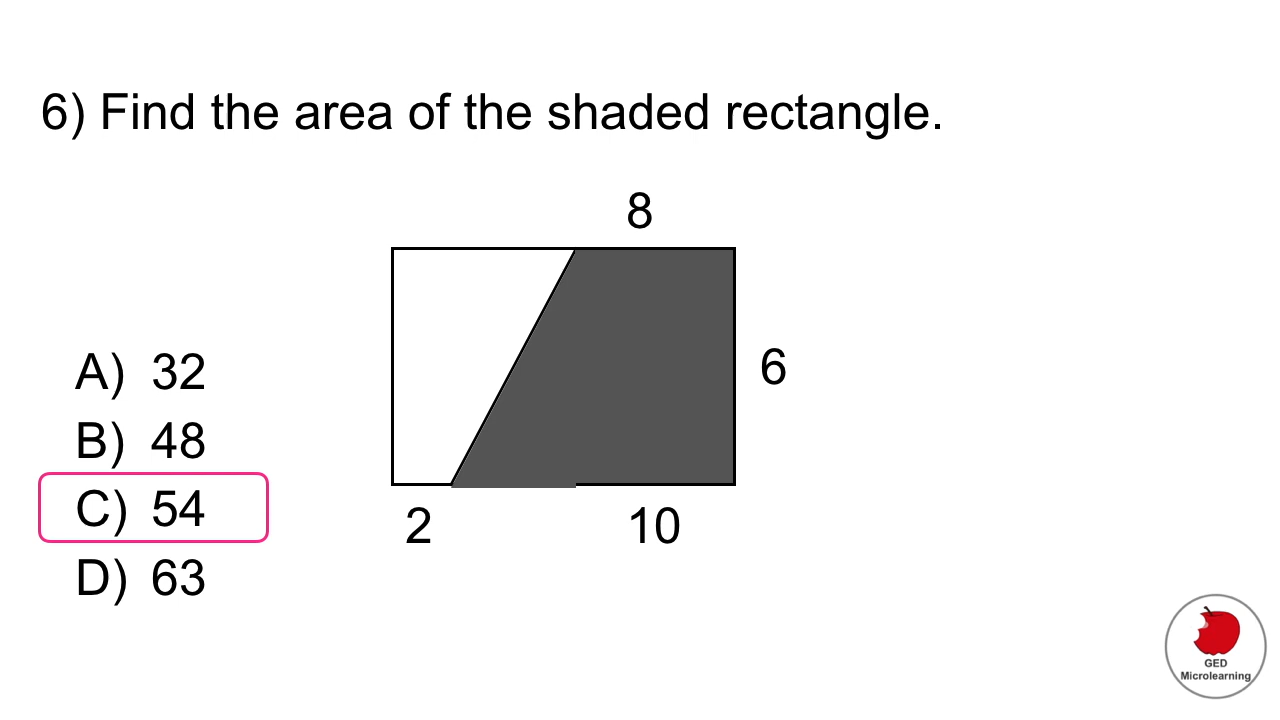 6) Find the area of the shaded rectangle.
8
6
A) 32
B) 48
C) 54
D) 63
2
10
GED
Microlearning